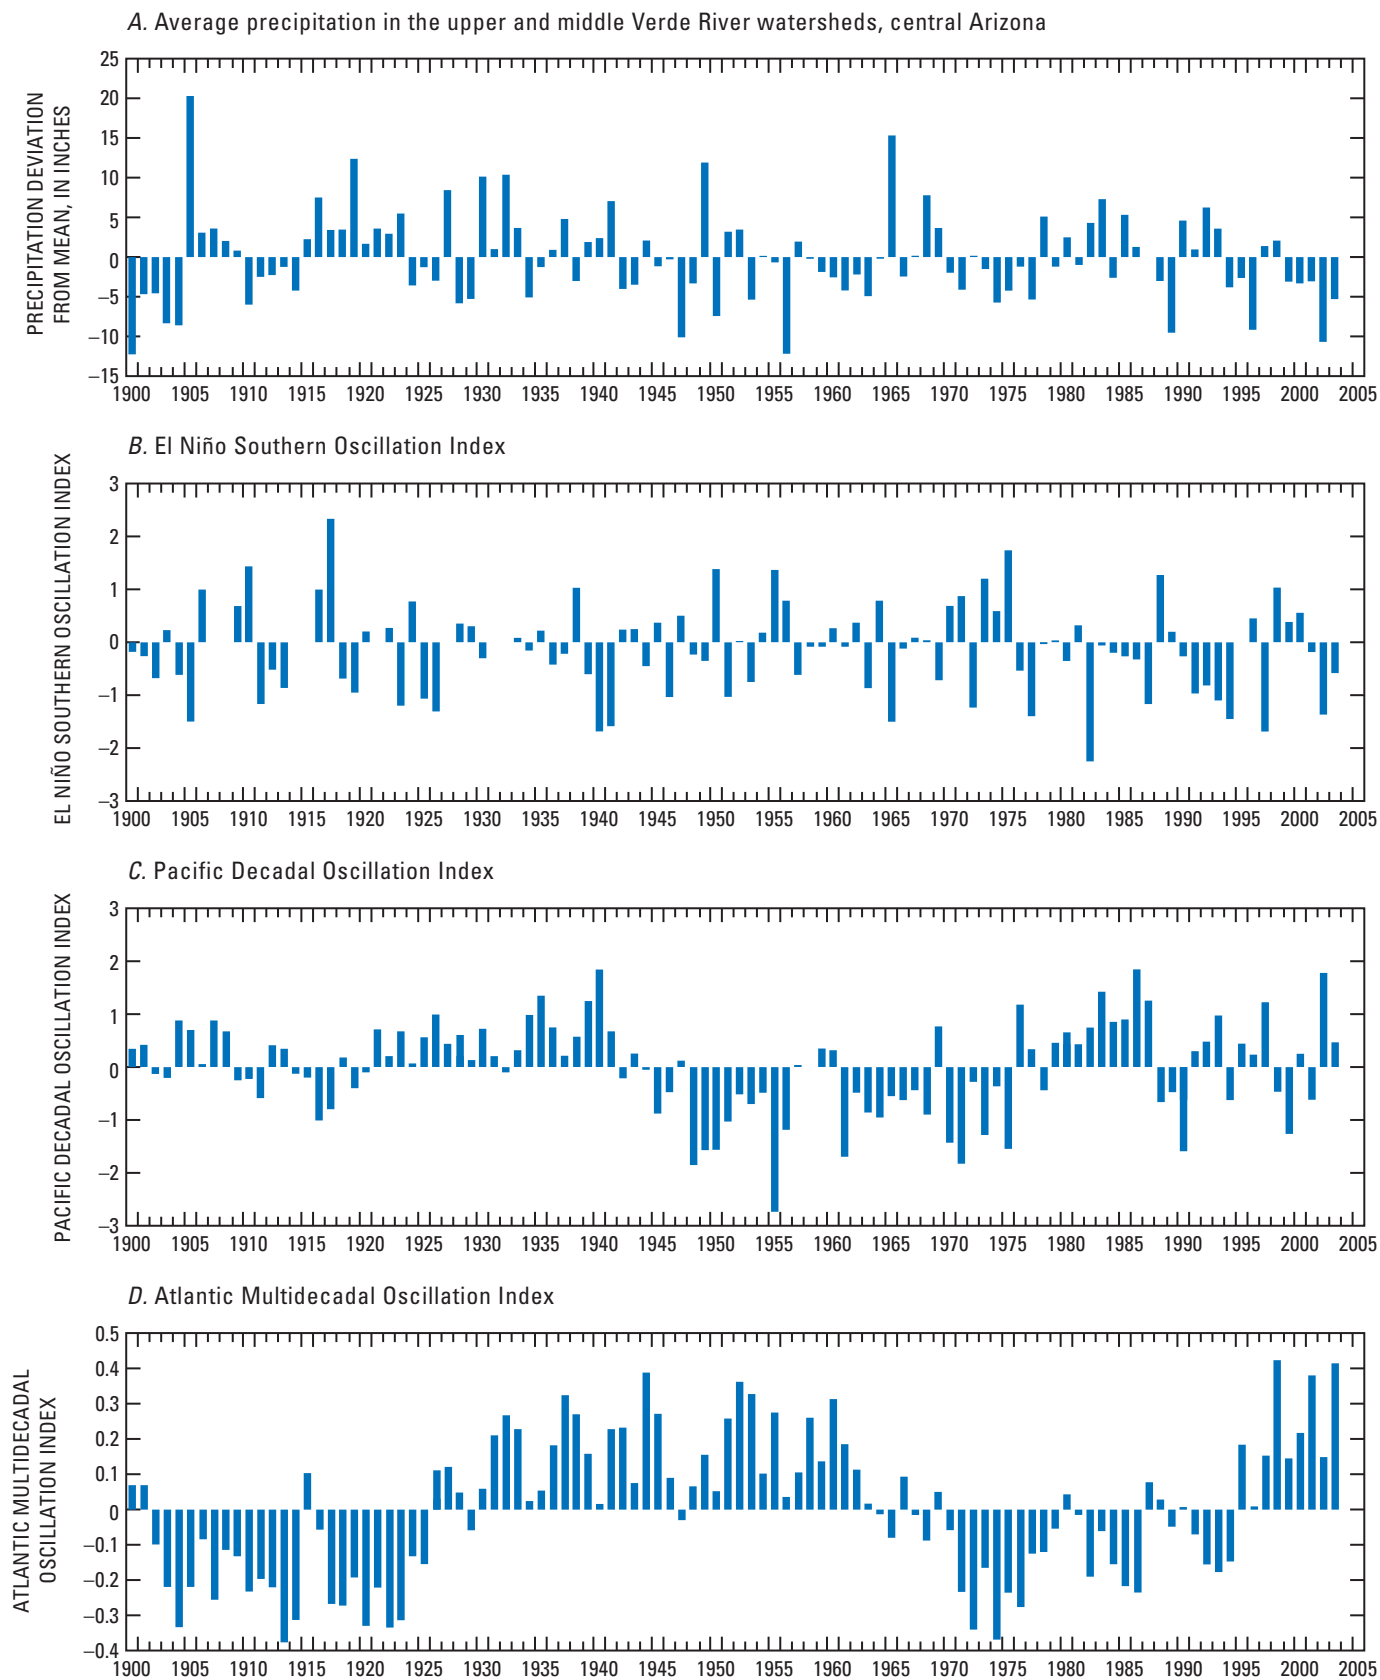 A. Average precipitation in the upper and middle Verde River watersheds, central Arizona
PRECIPITATION DEVIATION
FROM MEAN, IN INCHES
25
20
15
10
5
0
–5
–10
–15
1900 1905 1910 1915 1920 1925 1930 1935 1940 1945 1950 1955 1960 1965 1970 1975 1980 1985 1990 1995 2000 2005
B. El Niño Southern Oscillation Index
EL NIÑO SOUTHERN OSCILLATION INDEX
3
2
1
0
–1
–2
–3
1900 1905 1910 1915 1920 1925 1930 1935 1940 1945 1950 1955 1960 1965 1970 1975 1980 1985 1990 1995 2000 2005
C. Pacific Decadal Oscillation Index
PACIFIC DECADAL OSCILLATION INDEX
3
2
1
0
–1
–2
–3
1900 1905 1910 1915 1920 1925 1930 1935 1940 1945 1950 1955 1960 1965 1970 1975 1980 1985 1990 1995 2000 2005
D. Atlantic Multidecadal Oscillation Index
ATLANTIC MULTIDECADAL
OSCILLATION INDEX
0.5
0.4
0.3
0.2
0.1
0
–0.1
–0.2
–0.3
–0.4
1900 1905 1910 1915 1920 1925 1930 1935 1940 1945 1950 1955 1960 1965 1970 1975 1980 1985 1990 1995 2000 2005